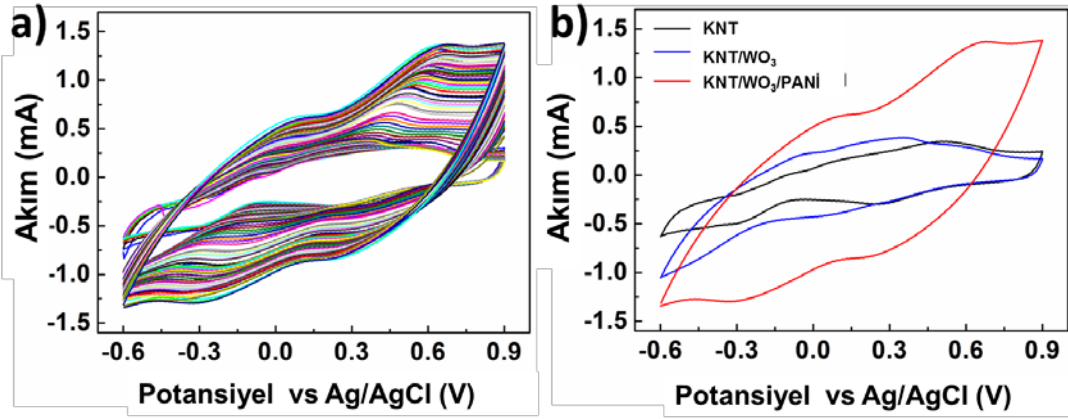 a)
1.5
1.0
0.5
0.0
-0.5
-1.0
-1.5
Akım (mA)
-0.6 -0.3 0.0 0.3 0.6 0.9
Potansiyel vs Ag/AgCl (V)
b)
KNT
KNT/WO₃
KNT/WO₃/PANİ
1.5
1.0
0.5
0.0
-0.5
-1.0
-1.5
Akım (mA)
-0.6 -0.3 0.0 0.3 0.6 0.9
Potansiyel vs Ag/AgCl (V)